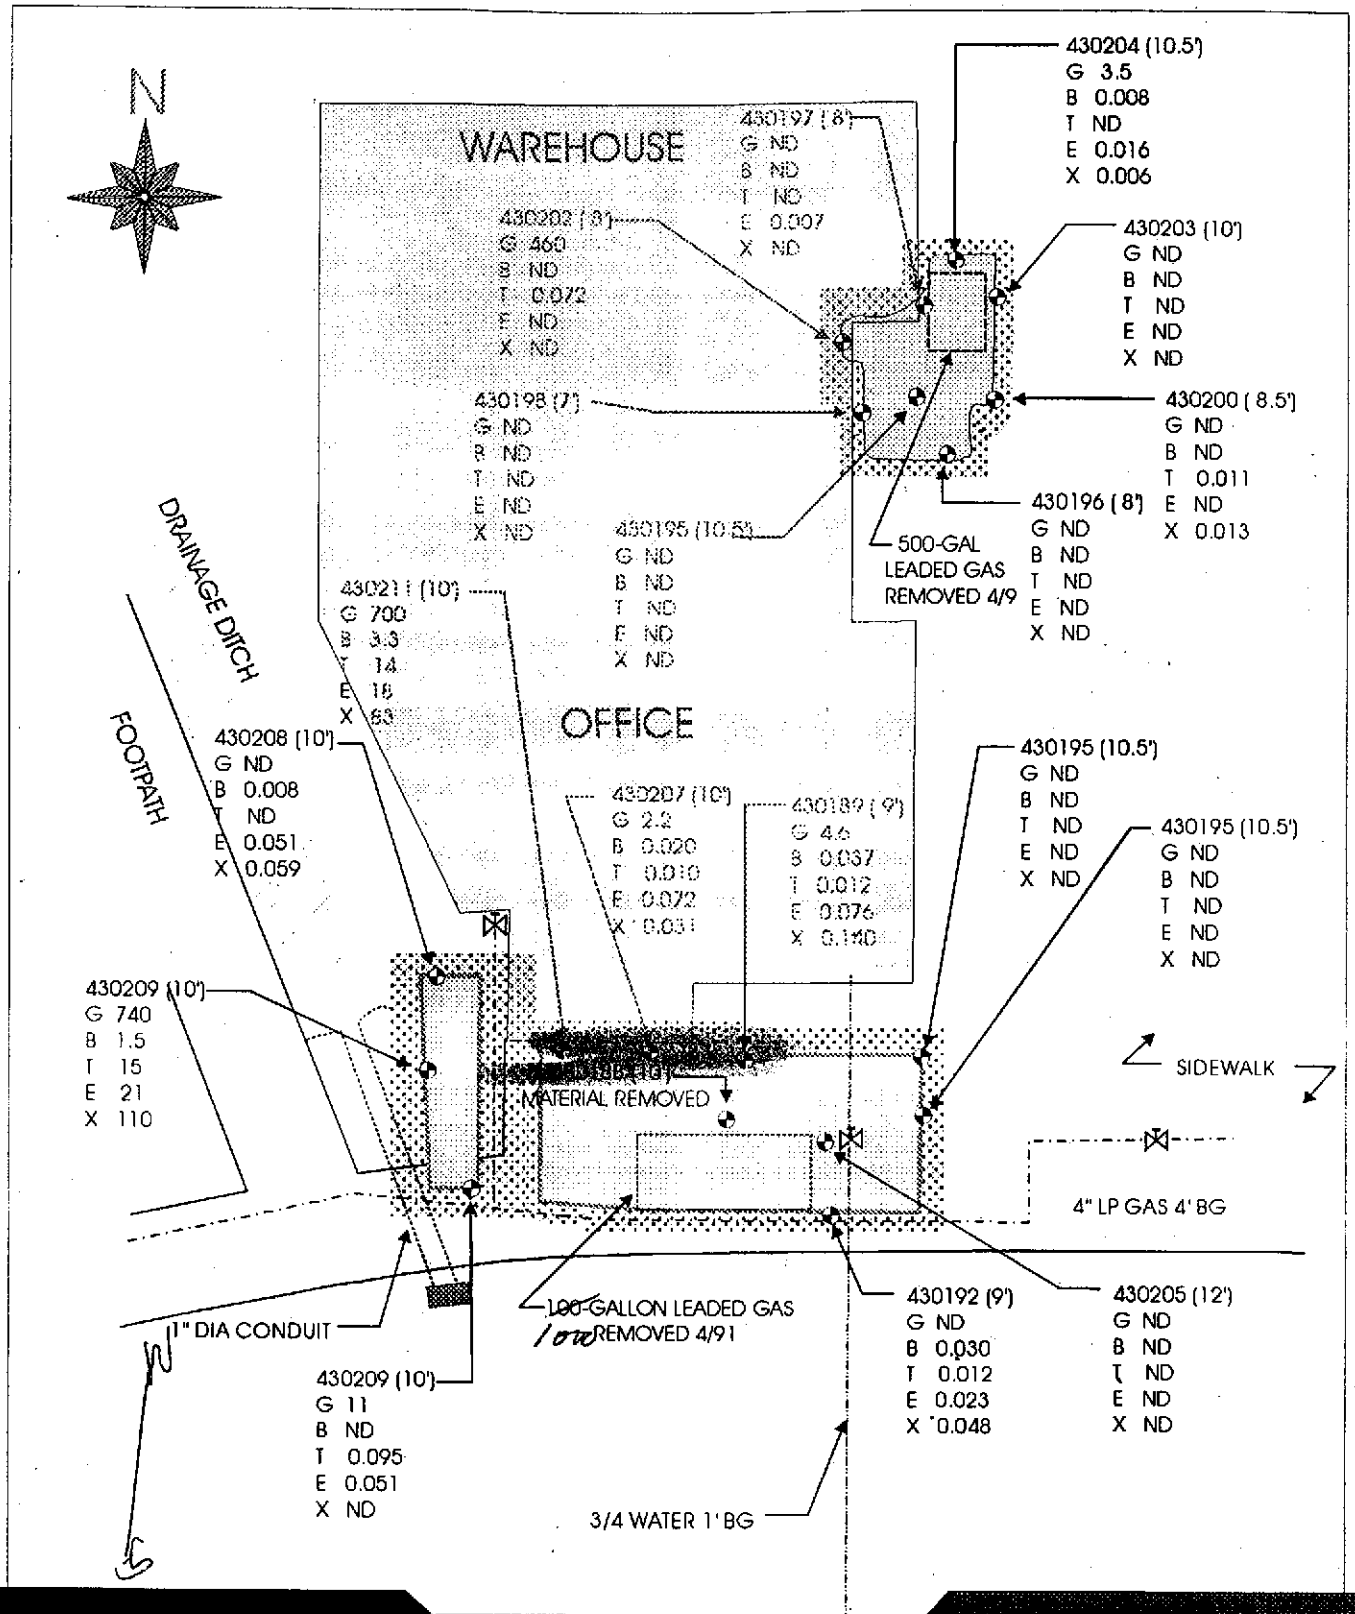 N
WAREHOUSE
430204 (10.5')
G 3.5
B 0.008
T ND
E 0.016
X 0.006
430197 (8')
G ND
B ND
T ND
E 0.007
X ND
430202 (8')
G 460
B ND
T 0.072
E ND
X ND
430203 (10')
G ND
B ND
T ND
E ND
X ND
430198 (7')
G ND
B ND
T ND
E ND
X ND
430200 (8.5')
G ND
B ND
T 0.011
E ND
X 0.013
430196 (8')
G ND
B ND
T ND
E ND
X ND
430195 (10.5')
G ND
B ND
T ND
E ND
X ND
500-GAL
LEADED GAS
REMOVED 4/9
DRAINAGE DITCH
FOOTPATH
430211 (10')
G 700
B 3.3
T 14
E 18
X 83
OFFICE
430208 (10')
G ND
B 0.008
T ND
E 0.051
X 0.059
430207 (10')
G 2.2
B 0.020
T 0.010
E 0.072
X 0.031
430189 (9')
G 4.6
B 0.037
T 0.012
E 0.076
X
430195 (10.5')
G ND
B ND
T ND
E ND
X ND
430195 (10.5')
G ND
B ND
T ND
E ND
X ND
430209 (10')
G 740
B 1.5
T 15
E 21
X 110
MATERIAL REMOVED
SIDEWALK
4" LP GAS 4' BG
1" DIA CONDUIT
100-GALLON LEADED GAS
1000 REMOVED 4/91
430192 (9')
G ND
B 0.030
T 0.012
E 0.023
X 0.048
430205 (12')
G ND
B ND
T ND
E ND
X ND
430209 (10')
G 11
B ND
T 0.095
E 0.051
X ND
3/4 WATER 1' BG
N
S